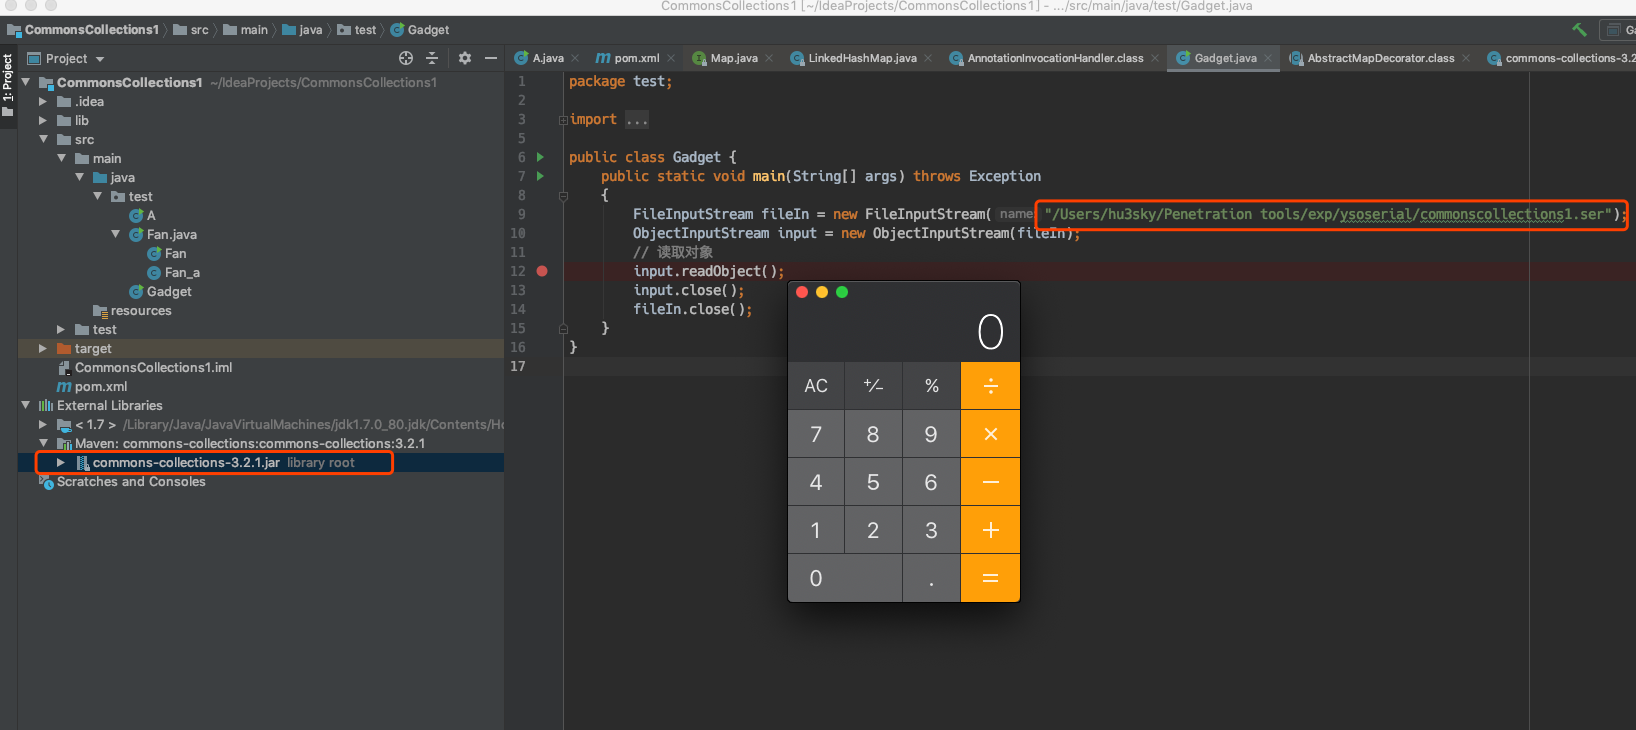 CommonsCollections1 [~/IdeaProjects/CommonsCollections1] - .../src/main/java/test/Gadget.java
CommonsCollections1 src main java test Gadget
Project
A.java pom.xml Map.java LinkedHashMap.java AnnotationInvocationHandler.class Gadget.java AbstractMapDecorator.class commons-collections-3.2
1: Project
CommonsCollections1 ~/IdeaProjects/CommonsCollections1
.idea
lib
src
main
java
test
A
Fan.java
Fan
Fan_a
Gadget
resources
test
target
CommonsCollections1.iml
pom.xml
External Libraries
< 1.7 > /Library/Java/JavaVirtualMachines/jdk1.7.0_80.jdk/Contents/Ho
Maven: commons-collections:commons-collections:3.2.1
commons-collections-3.2.1.jar library root
Scratches and Consoles
1 package test;
2
3 import ...
5
6 public class Gadget {
7 public static void main(String[] args) throws Exception
8 {
9 FileInputStream fileIn = new FileInputStream( name: "/Users/hu3sky/Penetration tools/exp/ysoserial/commonscollections1.ser");
10 ObjectInputStream input = new ObjectInputStream(fileIn);
11 // 读取对象
12 input.readObject();
13 input.close();
14 fileIn.close();
15 }
16 }
17
0
AC +/− % ÷
7 8 9 ×
4 5 6 −
1 2 3 +
0 . =